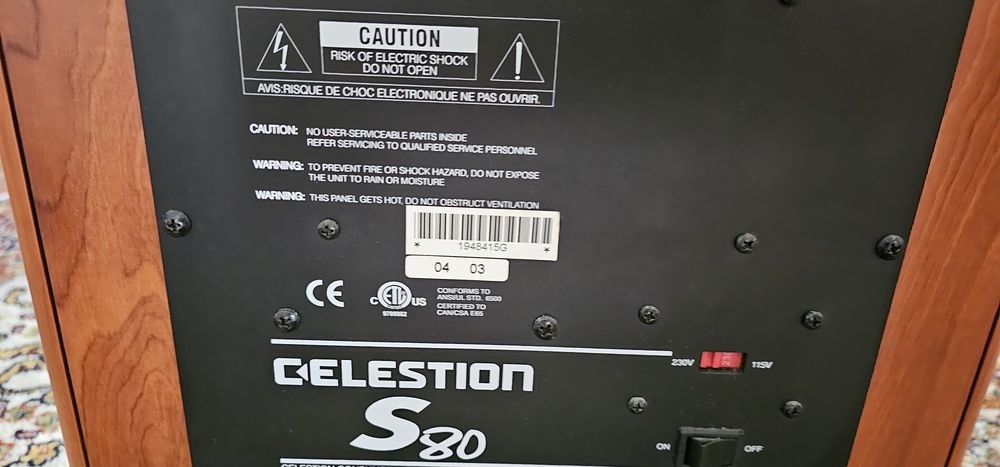 CAUTION
RISK OF ELECTRIC SHOCK
DO NOT OPEN
AVIS:RISQUE DE CHOC ELECTRONIQUE NE PAS OUVRIR.
CAUTION: NO USER-SERVICEABLE PARTS INSIDE
REFER SERVICING TO QUALIFIED SERVICE PERSONNEL
WARNING: TO PREVENT FIRE OR SHOCK HAZARD, DO NOT EXPOSE
THE UNIT TO RAIN OR MOISTURE
WARNING: THIS PANEL GETS HOT, DO NOT OBSTRUCT VENTILATION
* 1948415G *
04 03
CE
C ETL US
9700062
CONFORMS TO
ANSI/UL STD. 6500
CERTIFIED TO
CAN/CSA E65
230V 115V
CELESTION
S80
ON OFF